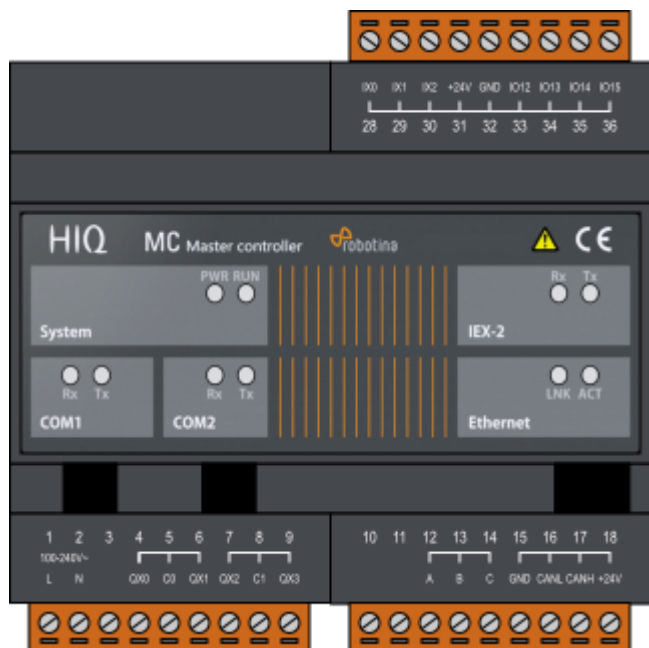 IX0 IX1 IX2 +24V GND IO12 IO13 IO14 IO15
28 29 30 31 32 33 34 35 36
HIQ MC Master controller robotina CE
PWR RUN
System
Rx Tx
IEX-2
Rx Tx
COM1
Rx Tx
COM2
LNK ACT
Ethernet
1 2 3 4 5 6 7 8 9
100-240V~
L N QX0 C0 QX1 QX2 C1 QX3
10 11 12 13 14 15 16 17 18
A B C GND CANL CANH +24V